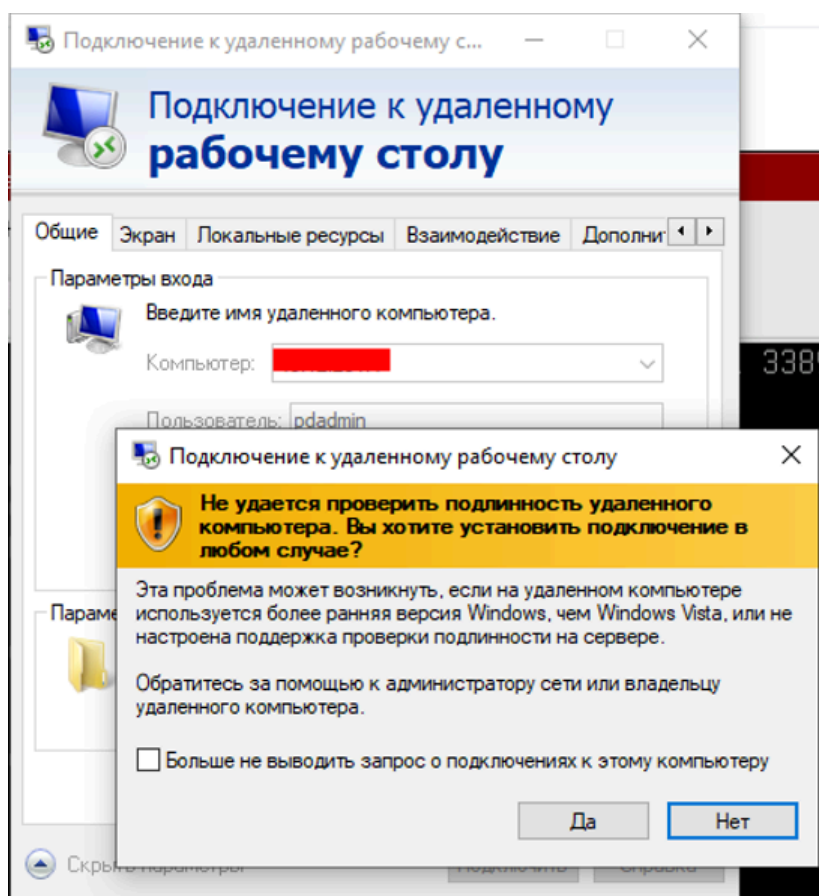 Подключение к удаленному рабочему с...
Подключение к удаленному
рабочему столу
Общие Экран Локальные ресурсы Взаимодействие Дополнит
Параметры входа
Введите имя удаленного компьютера.
Компьютер:
Пользователь: pdadmin
338
Подключение к удаленному рабочему столу
Не удается проверить подлинность удаленного
компьютера. Вы хотите установить подключение в
любом случае?
Эта проблема может возникнуть, если на удаленном компьютере
используется более ранняя версия Windows, чем Windows Vista, или не
настроена поддержка проверки подлинности на сервере.
Обратитесь за помощью к администратору сети или владельцу
удаленного компьютера.
Больше не выводить запрос о подключениях к этому компьютеру
Да Нет
Парам